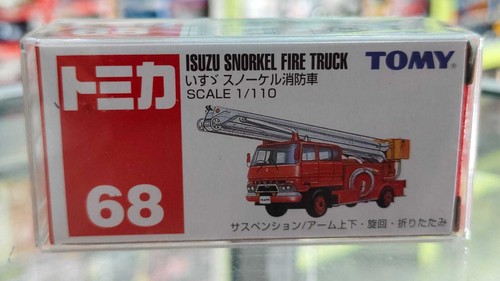 トミカ
68
ISUZU SNORKEL FIRE TRUCK
いすゞ スノーケル消防車
SCALE 1/110
TOMY
サスペンション/アーム上下・旋回・折りたたみ